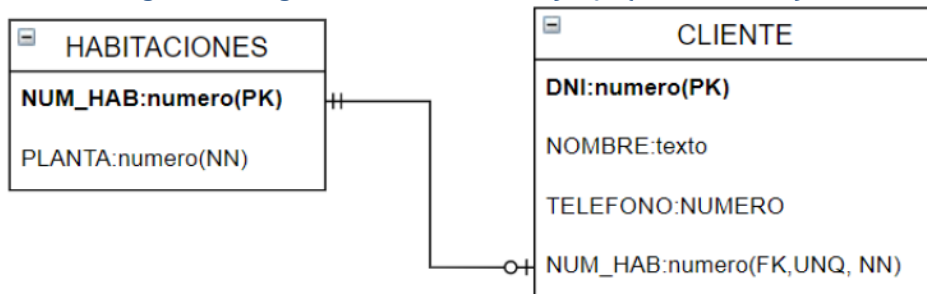 HABITACIONES
NUM_HAB:numero(PK)
PLANTA:numero(NN)
CLIENTE
DNI:numero(PK)
NOMBRE:texto
TELEFONO:NUMERO
NUM_HAB:numero(FK,UNQ, NN)